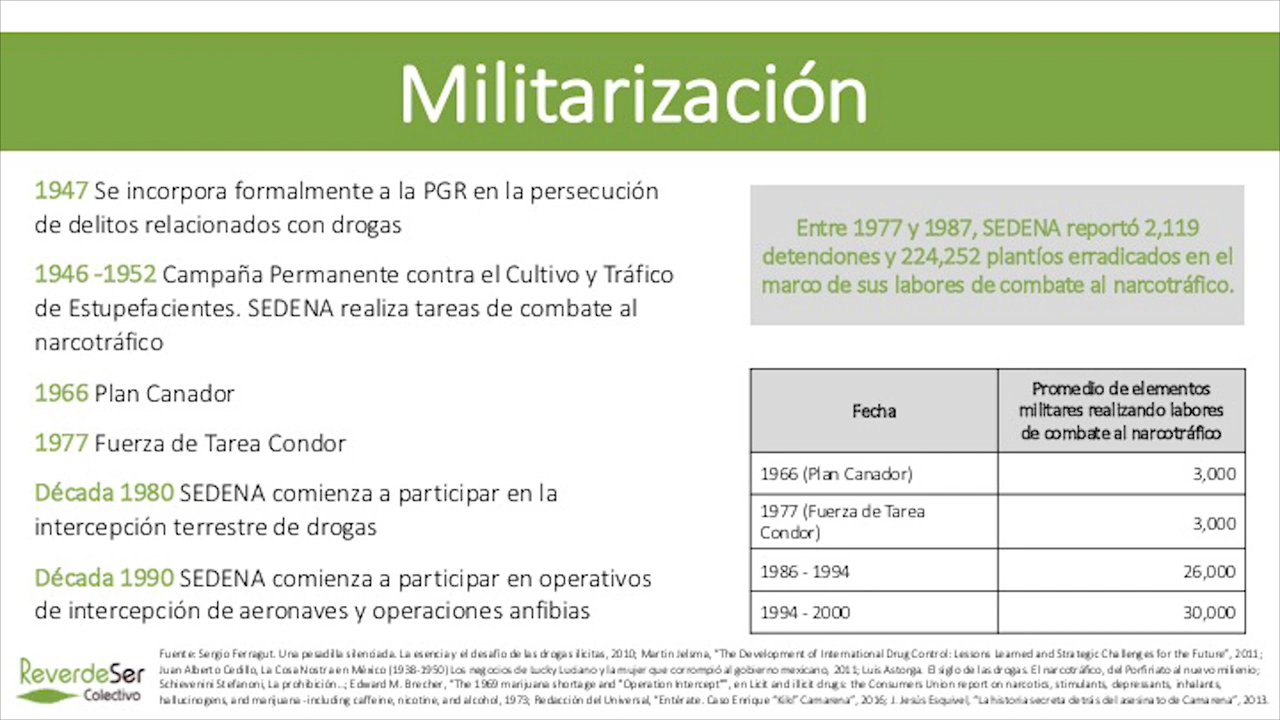 Militarización
1947 Se incorpora formalmente a la PGR en la persecución
de delitos relacionados con drogas
1946 -1952 Campaña Permanente contra el Cultivo y Tráfico
de Estupefacientes. SEDENA realiza tareas de combate al
narcotráfico
1966 Plan Canador
1977 Fuerza de Tarea Condor
Década 1980 SEDENA comienza a participar en la
intercepción terrestre de drogas
Década 1990 SEDENA comienza a participar en operativos
de intercepción de aeronaves y operaciones anfibias
Entre 1977 y 1987, SEDENA reportó 2,119
detenciones y 224,252 plantíos erradicados en el
marco de sus labores de combate al narcotráfico.
Fecha
Promedio de elementos
militares realizando labores
de combate al narcotráfico
1966 (Plan Canador)
3,000
1977 (Fuerza de Tarea
Condor)
3,000
1986 - 1994
26,000
1994 - 2000
30,000
ReverdeSer
Colectivo
Fuente: Sergio Ferragut. Una pesadilla silenciada. La esencia y el desafío de las drogas ilícitas, 2010; Martin Jelsma, "The Development of International Drug Control: Lessons Learned and Strategic Challenges for the Future", 2011;
Juan Alberto Cedillo, La Cosa Nostra en México (1938-1950) Los negocios de Lucky Luciano y la mujer que corrompió al gobierno mexicano, 2011; Luis Astorga. El siglo de las drogas. El narcotráfico, del Porfiriato al nuevo milenio;
Schievenini Stefanoni, La prohibición...; Edward M. Brecher, "The 1969 marijuana shortage and "Operation Intercept"", en Licit and illicit drugs: the Consumers Union report on narcotics, stimulants, depressants, inhalants,
hallucinogens, and marijuana -including caffeine, nicotine, and alcohol, 1973; Redacción del Universal, "Entérate. Caso Enrique "Kiki" Camarena", 2016; J. Jesús Esquivel, "La historia secreta detrás del asesinato de Camarena", 2013.